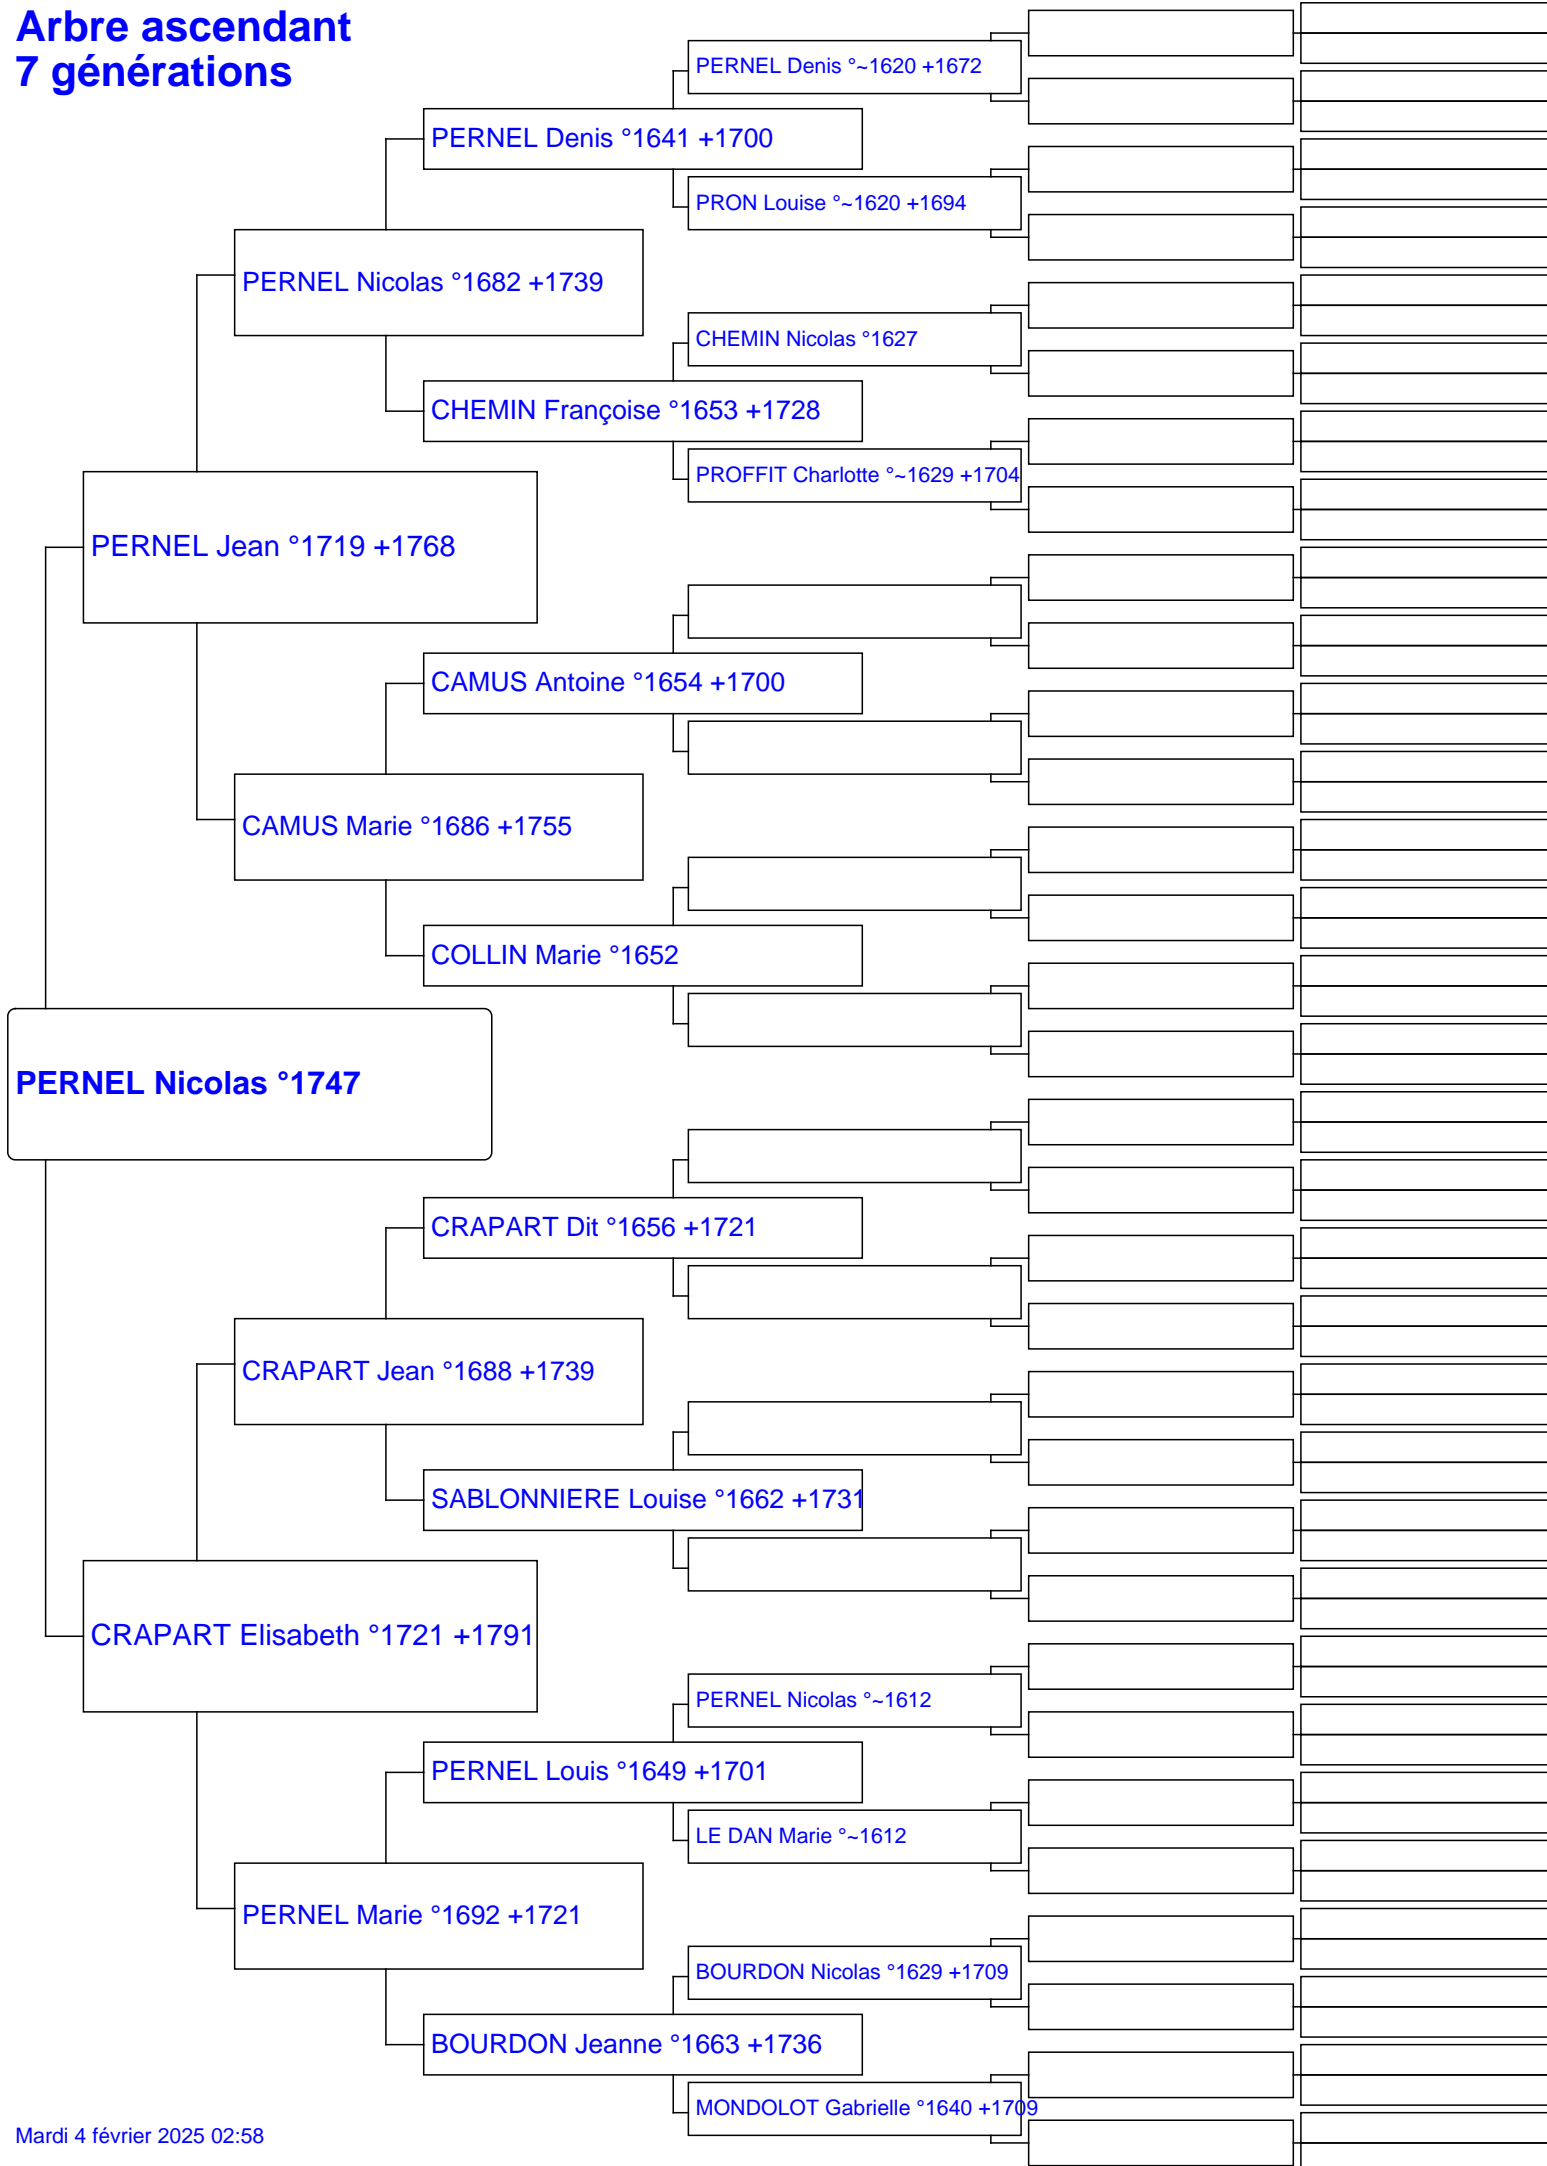 Arbre ascendant
7 générations
PERNEL Denis °~1620 +1672
PERNEL Denis °1641 +1700
PRON Louise °~1620 +1694
PERNEL Nicolas °1682 +1739
CHEMIN Nicolas °1627
CHEMIN Françoise °1653 +1728
PROFFIT Charlotte °~1629 +1704
PERNEL Jean °1719 +1768
CAMUS Antoine °1654 +1700
CAMUS Marie °1686 +1755
COLLIN Marie °1652
PERNEL Nicolas °1747
CRAPART Dit °1656 +1721
CRAPART Jean °1688 +1739
SABLONNIERE Louise °1662 +1731
CRAPART Elisabeth °1721 +1791
PERNEL Nicolas °~1612
PERNEL Louis °1649 +1701
LE DAN Marie °~1612
PERNEL Marie °1692 +1721
BOURDON Nicolas °1629 +1709
BOURDON Jeanne °1663 +1736
MONDOLOT Gabrielle °1640 +1709
Mardi 4 février 2025 02:58